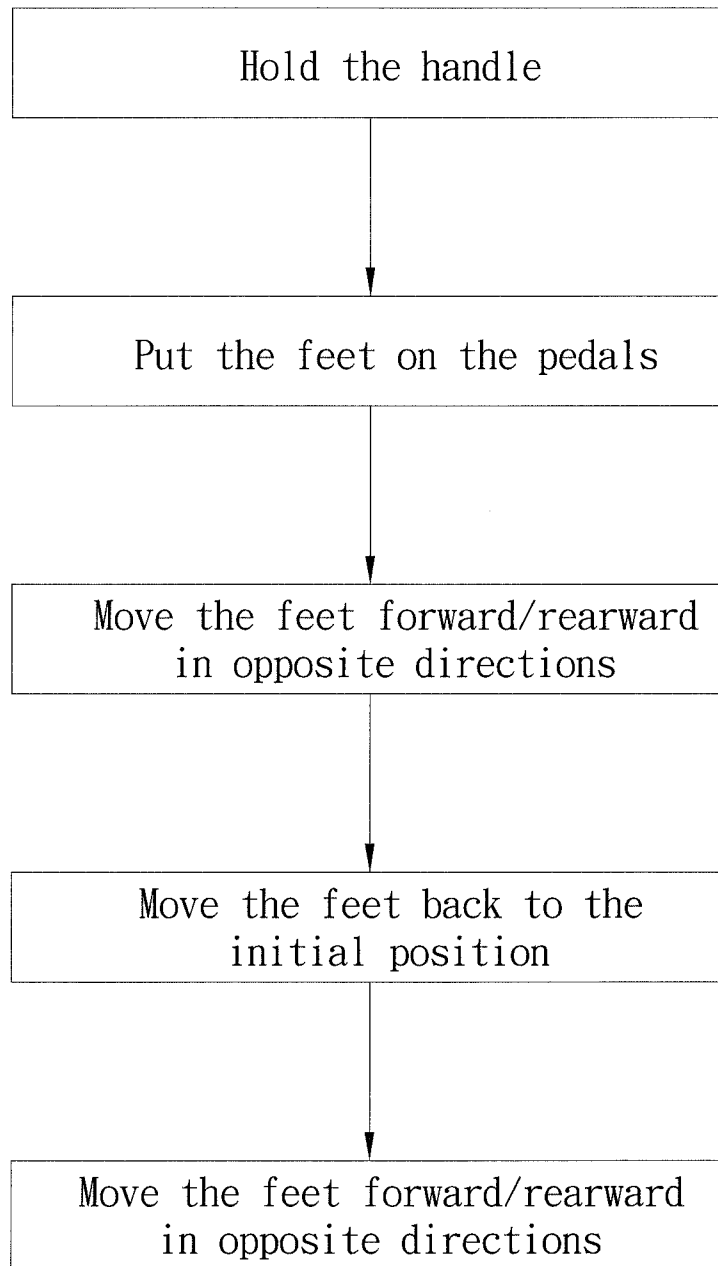 Hold the handle
Put the feet on the pedals
Move the feet forward/rearward
in opposite directions
Move the feet back to the
initial position
Move the feet forward/rearward
in opposite directions